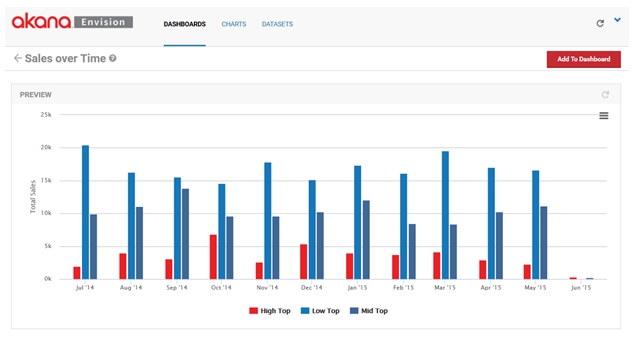 akana Envision DASHBOARDS CHARTS DATASETS
Sales over Time ? Add To Dashboard
PREVIEW
25k
20k
15k
10k
5k
0k
Total Sales
Jul '14 Aug '14 Sep '14 Oct '14 Nov '14 Dec '14 Jan '15 Feb '15 Mar '15 Apr '15 May '15 Jun '15
High Top Low Top Mid Top